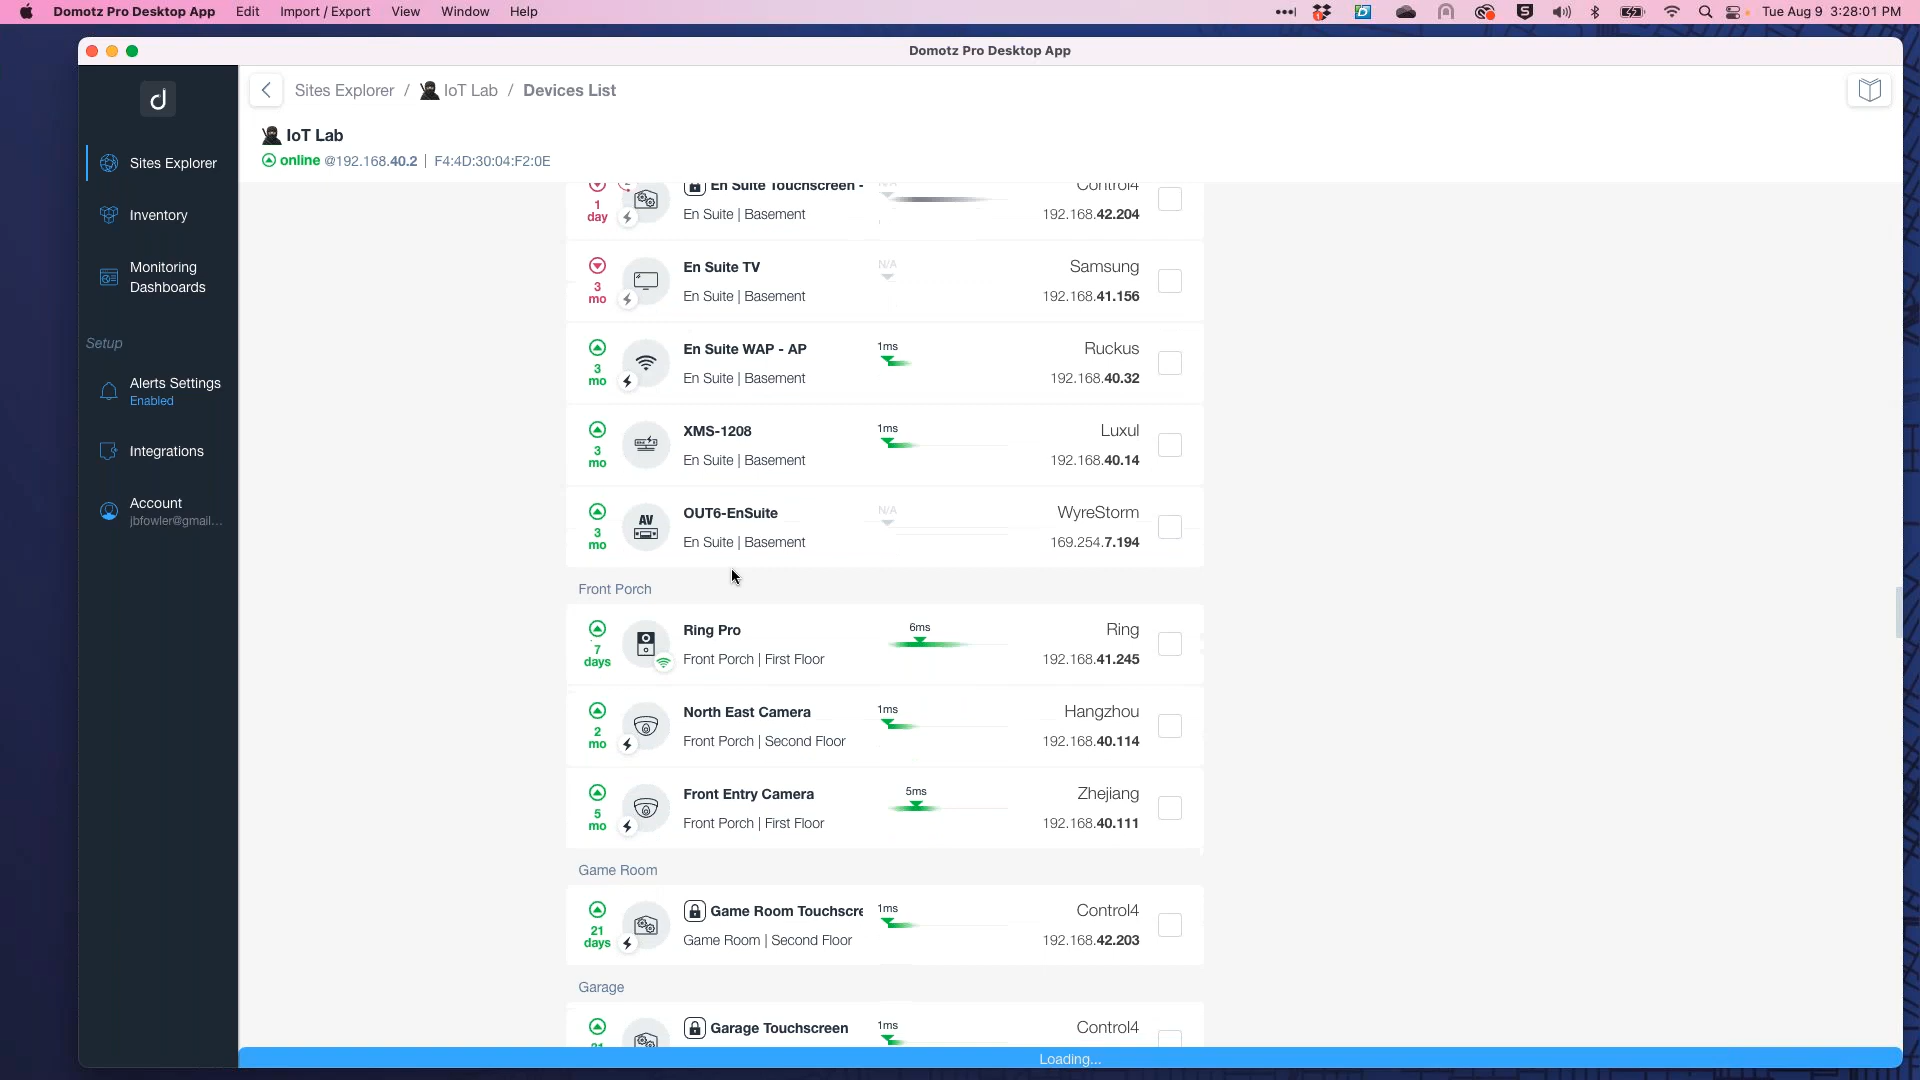 Domotz Pro Desktop App Edit Import / Export View Window Help Tue Aug 9 3:28:01 PM
Domotz Pro Desktop App
Sites Explorer / IoT Lab / Devices List
IoT Lab
online @192.168.40.2 | F4:4D:30:04:F2:0E
Sites Explorer
Inventory
Monitoring
Dashboards
Setup
Alerts Settings
Enabled
Integrations
Account
jbfowler@gmail...
1
day
En Suite Touchscreen -
N/A
Control4
En Suite | Basement
192.168.42.204
3
mo
En Suite TV
N/A
Samsung
En Suite | Basement
192.168.41.156
3
mo
En Suite WAP - AP
1ms
Ruckus
En Suite | Basement
192.168.40.32
3
mo
XMS-1208
1ms
Luxul
En Suite | Basement
192.168.40.14
3
mo
AV
OUT6-EnSuite
N/A
WyreStorm
En Suite | Basement
169.254.7.194
Front Porch
7
days
Ring Pro
6ms
Ring
Front Porch | First Floor
192.168.41.245
2
mo
North East Camera
1ms
Hangzhou
Front Porch | Second Floor
192.168.40.114
5
mo
Front Entry Camera
5ms
Zhejiang
Front Porch | First Floor
192.168.40.111
Game Room
21
days
Game Room Touchscre
1ms
Control4
Game Room | Second Floor
192.168.42.203
Garage
Garage Touchscreen
1ms
Control4
Loading...